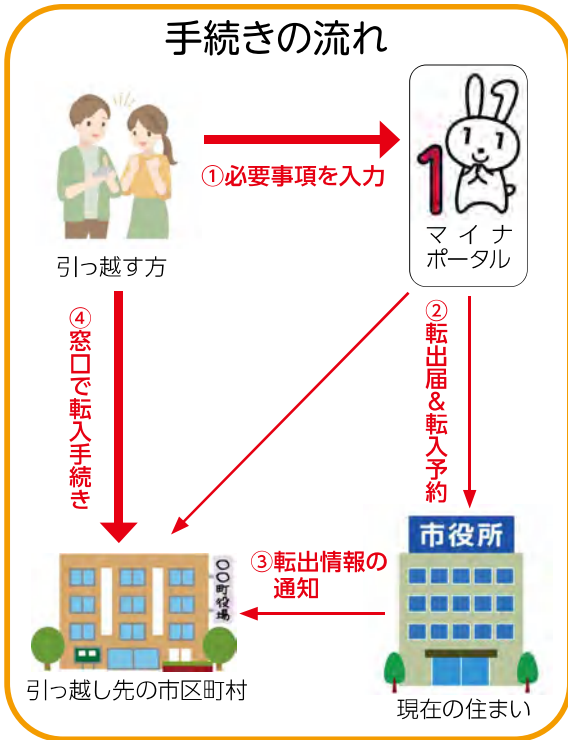 手続きの流れ
①必要事項を入力
1
マイナ
ポータル
引っ越す方
④窓口で転入手続き
②転出届&転入予約
市役所
③転出情報の
通知
〇〇町役場
引っ越し先の市区町村
現在の住まい